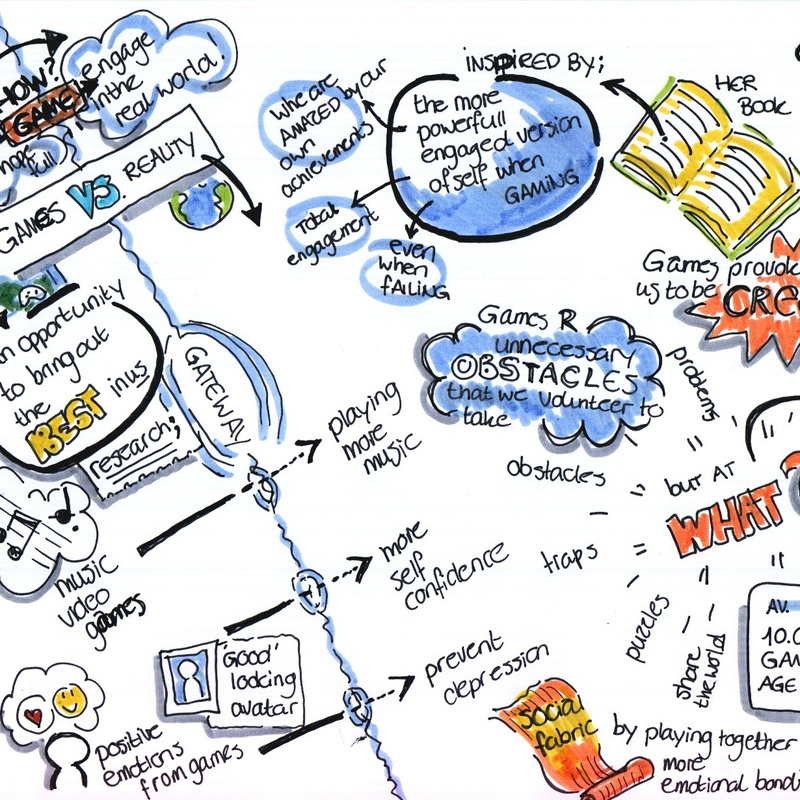 HOW?
GAME
engage
in the
real world!
full
GAMES VS. REALITY
an opportunity
to bring out
the
BEST in us
research;
GATEWAY
music
video
games
playing
more
music
'Good'
looking
avatar
more
self
confidence
positive
emotions
from games
prevent
depression
INSPIRED BY;
the more
powerfull
engaged version
of self when
GAMING
who are
AMAZED by our
own
achievements
Total
engagement
even
when
fAILING
HER
BOOK
Games provok
us to be CRE
Games R
unnecessary
OBSTACLES
that we volunteer to
take
problems
obstacles
traps
puzzles
share
the world
but AT
WHAT
AV.
10.0
GAM
AGE
social
fabric
by playing together
more
emotional bondi